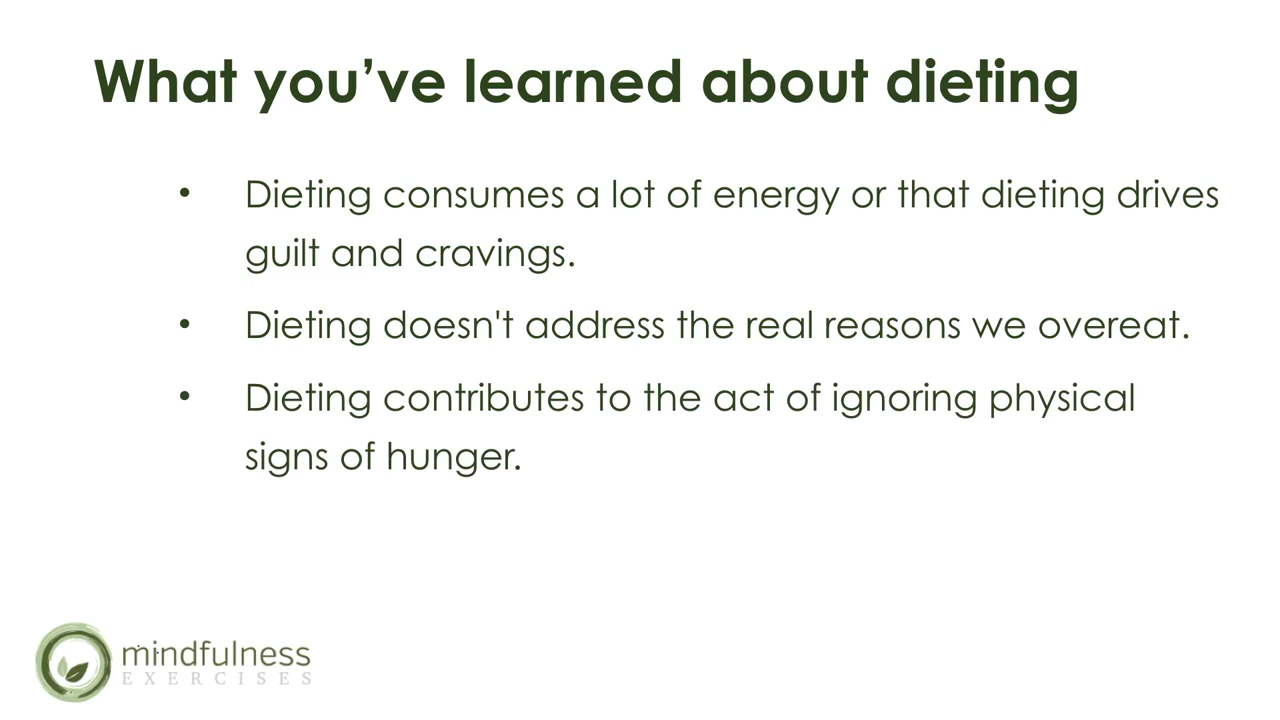 What you’ve learned about dieting
• Dieting consumes a lot of energy or that dieting drives
guilt and cravings.
• Dieting doesn't address the real reasons we overeat.
• Dieting contributes to the act of ignoring physical
signs of hunger.
mindfulness
EXERCISES